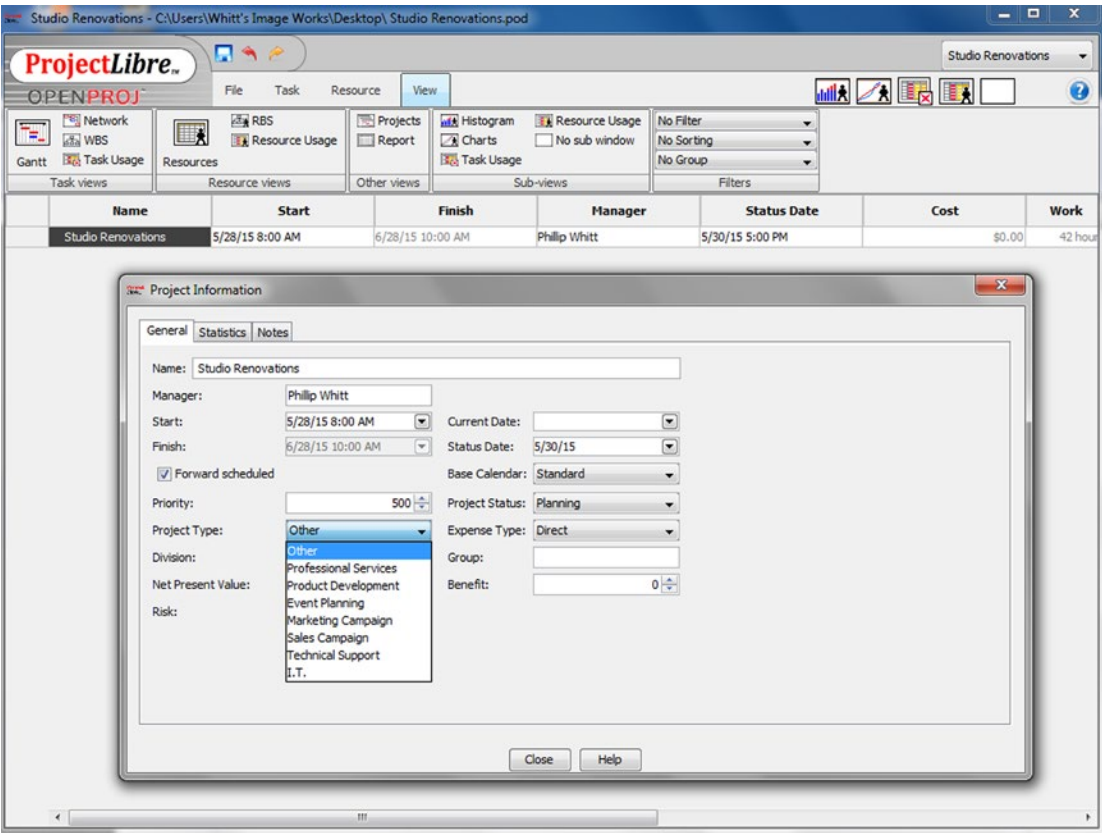 Studio Renovations - C:\Users\Whitt's Image Works\Desktop\ Studio Renovations.pod
ProjectLibre™
OPENPROJ
Studio Renovations
File Task Resource View
Network RBS Projects Histogram Resource Usage No Filter
WBS Resource Usage Report Charts No sub window No Sorting
Gantt Task Usage Resources Task Usage No Group
Task views Resource views Other views Sub-views Filters
Name Start Finish Manager Status Date Cost Work
Studio Renovations 5/28/15 8:00 AM 6/28/15 10:00 AM Phillip Whitt 5/30/15 5:00 PM $0.00 42 hour
Project Information
General Statistics Notes
Name: Studio Renovations
Manager: Phillip Whitt
Start: 5/28/15 8:00 AM Current Date:
Finish: 6/28/15 10:00 AM Status Date: 5/30/15
Forward scheduled Base Calendar: Standard
Priority: 500 Project Status: Planning
Project Type: Other Expense Type: Direct
Other
Division: Group:
Professional Services
Net Present Value: Product Development Benefit: 0
Event Planning
Risk:
Marketing Campaign
Sales Campaign
Technical Support
I.T.
Close Help